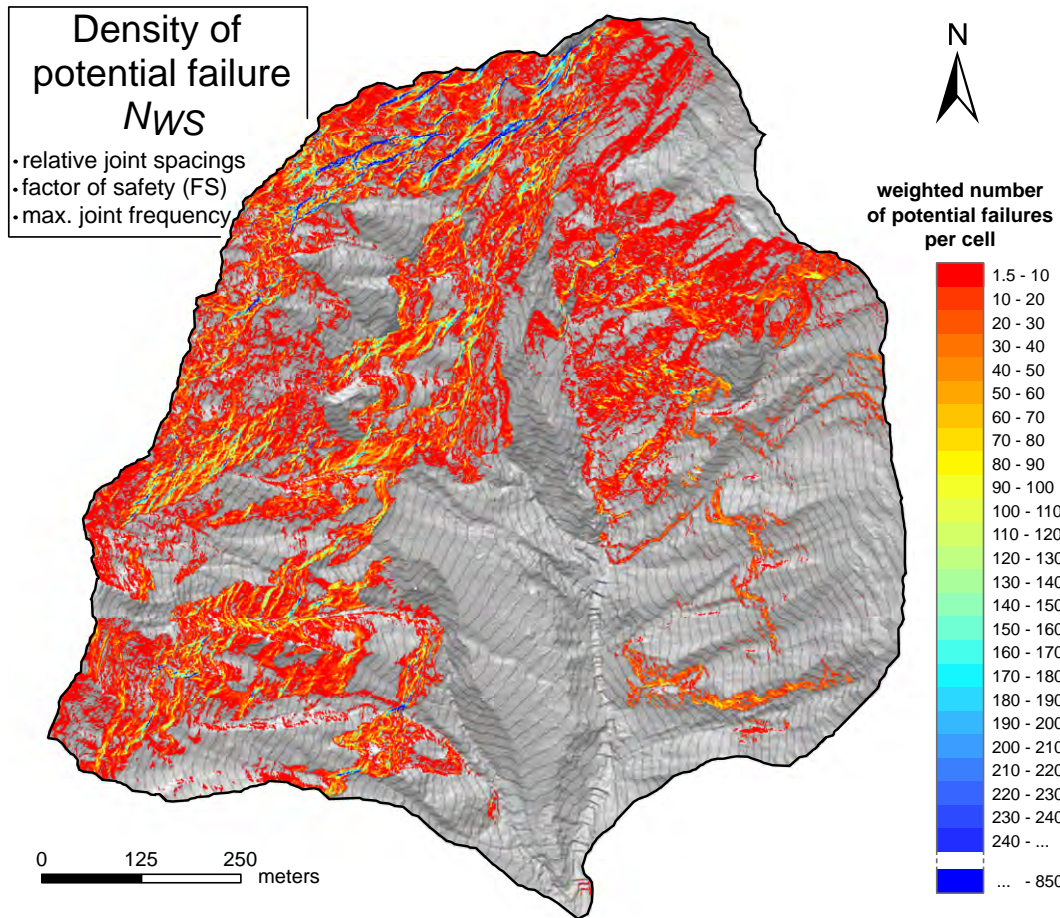 Density of
potential failure
NWS
• relative joint spacings
• factor of safety (FS)
• max. joint frequency
N
weighted number
of potential failures
per cell
1.5 - 10
10 - 20
20 - 30
30 - 40
40 - 50
50 - 60
60 - 70
70 - 80
80 - 90
90 - 100
100 - 110
110 - 120
120 - 130
130 - 140
140 - 150
150 - 160
160 - 170
170 - 180
180 - 190
190 - 200
200 - 210
210 - 220
220 - 230
230 - 240
240 - ...
... - 850
0 125 250
meters